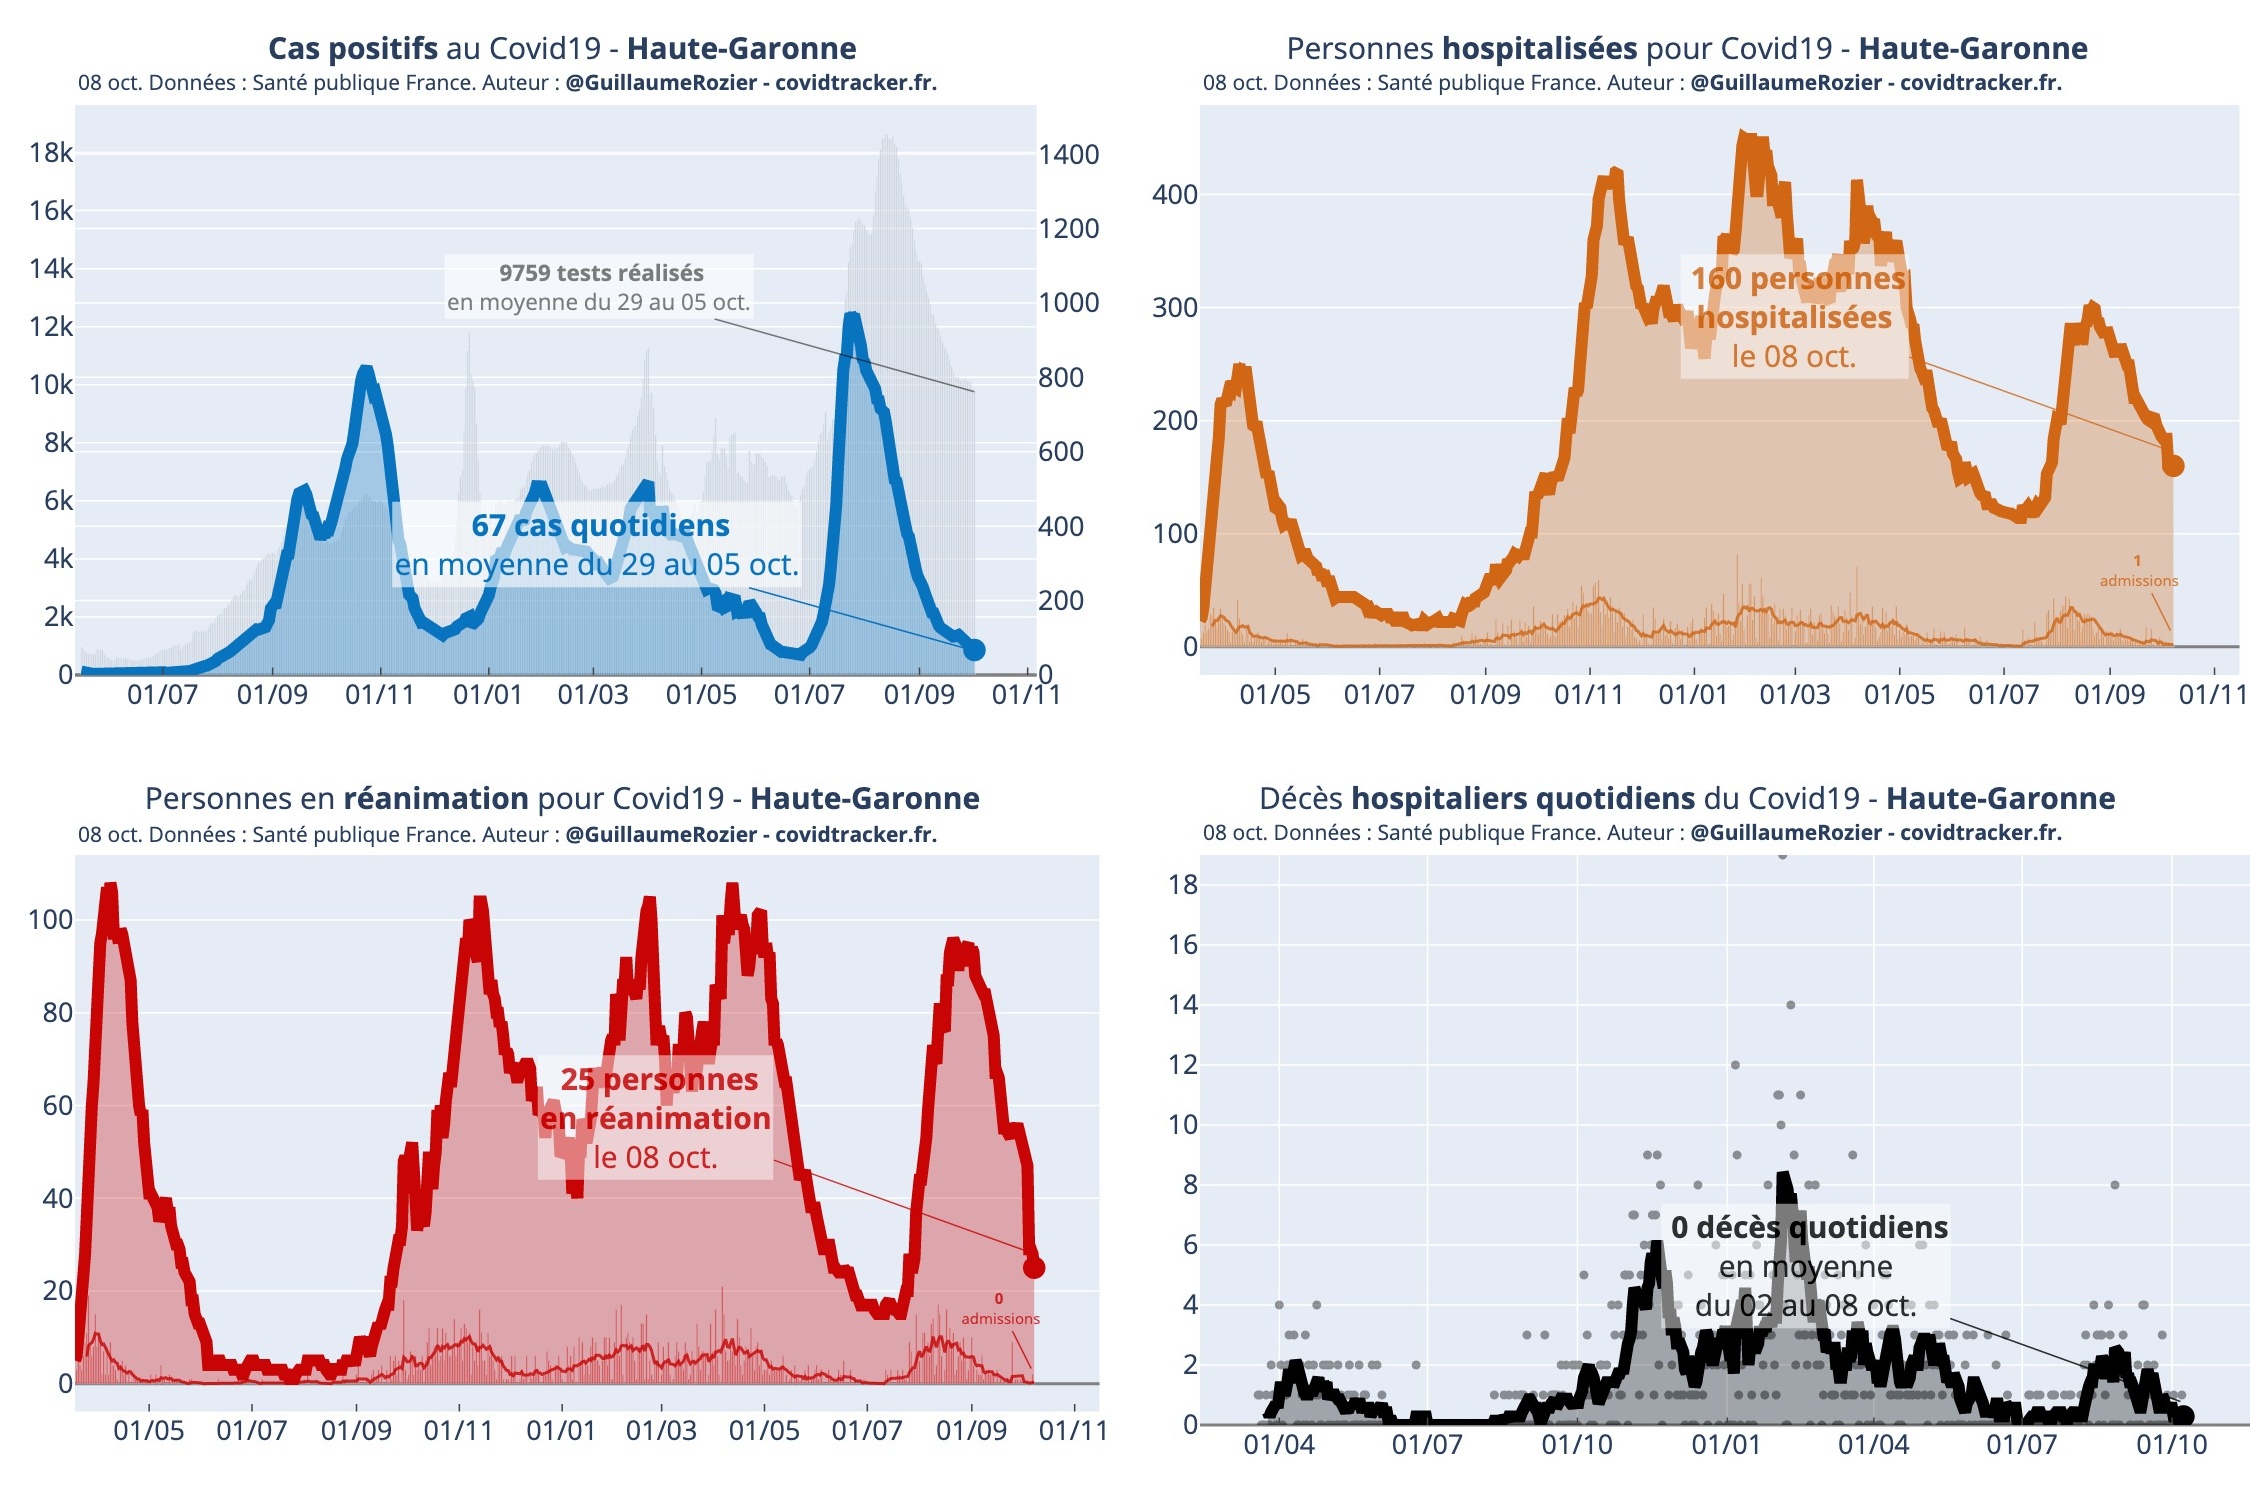 Cas positifs au Covid19 - Haute-Garonne
08 oct. Données : Santé publique France. Auteur : @GuillaumeRozier - covidtracker.fr.
18k
16k
14k
12k
10k
8k
6k
4k
2k
0
1400
1200
1000
800
600
400
200
0
9759 tests réalisés
en moyenne du 29 au 05 oct.
67 cas quotidiens
en moyenne du 29 au 05 oct.
01/07 01/09 01/11 01/01 01/03 01/05 01/07 01/09 01/11
Personnes hospitalisées pour Covid19 - Haute-Garonne
08 oct. Données : Santé publique France. Auteur : @GuillaumeRozier - covidtracker.fr.
400
300
200
100
0
160 personnes
hospitalisées
le 08 oct.
1
admissions
01/05 01/07 01/09 01/11 01/01 01/03 01/05 01/07 01/09 01/11
Personnes en réanimation pour Covid19 - Haute-Garonne
08 oct. Données : Santé publique France. Auteur : @GuillaumeRozier - covidtracker.fr.
100
80
60
40
20
0
25 personnes
en réanimation
le 08 oct.
0
admissions
01/05 01/07 01/09 01/11 01/01 01/03 01/05 01/07 01/09 01/11
Décès hospitaliers quotidiens du Covid19 - Haute-Garonne
08 oct. Données : Santé publique France. Auteur : @GuillaumeRozier - covidtracker.fr.
18
16
14
12
10
8
6
4
2
0
0 décès quotidiens
en moyenne
du 02 au 08 oct.
01/04 01/07 01/10 01/01 01/04 01/07 01/10